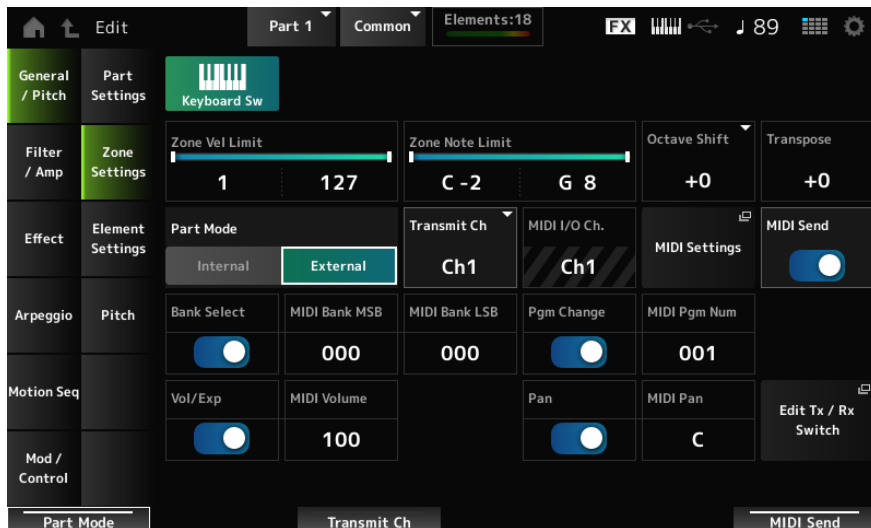 Edit
Part 1
Common
Elements:18
FX
89
General
/ Pitch
Part
Settings
Keyboard Sw
Filter
/ Amp
Zone
Settings
Zone Vel Limit
1
127
Zone Note Limit
C -2
G 8
Octave Shift
+0
Transpose
+0
Effect
Element
Settings
Part Mode
Internal
External
Transmit Ch
Ch1
MIDI I/O Ch.
Ch1
MIDI Settings
MIDI Send
Arpeggio
Pitch
Bank Select
MIDI Bank MSB
000
MIDI Bank LSB
000
Pgm Change
MIDI Pgm Num
001
Motion Seq
Vol/Exp
MIDI Volume
100
Pan
MIDI Pan
C
Edit Tx / Rx
Switch
Mod /
Control
Part Mode
Transmit Ch
MIDI Send